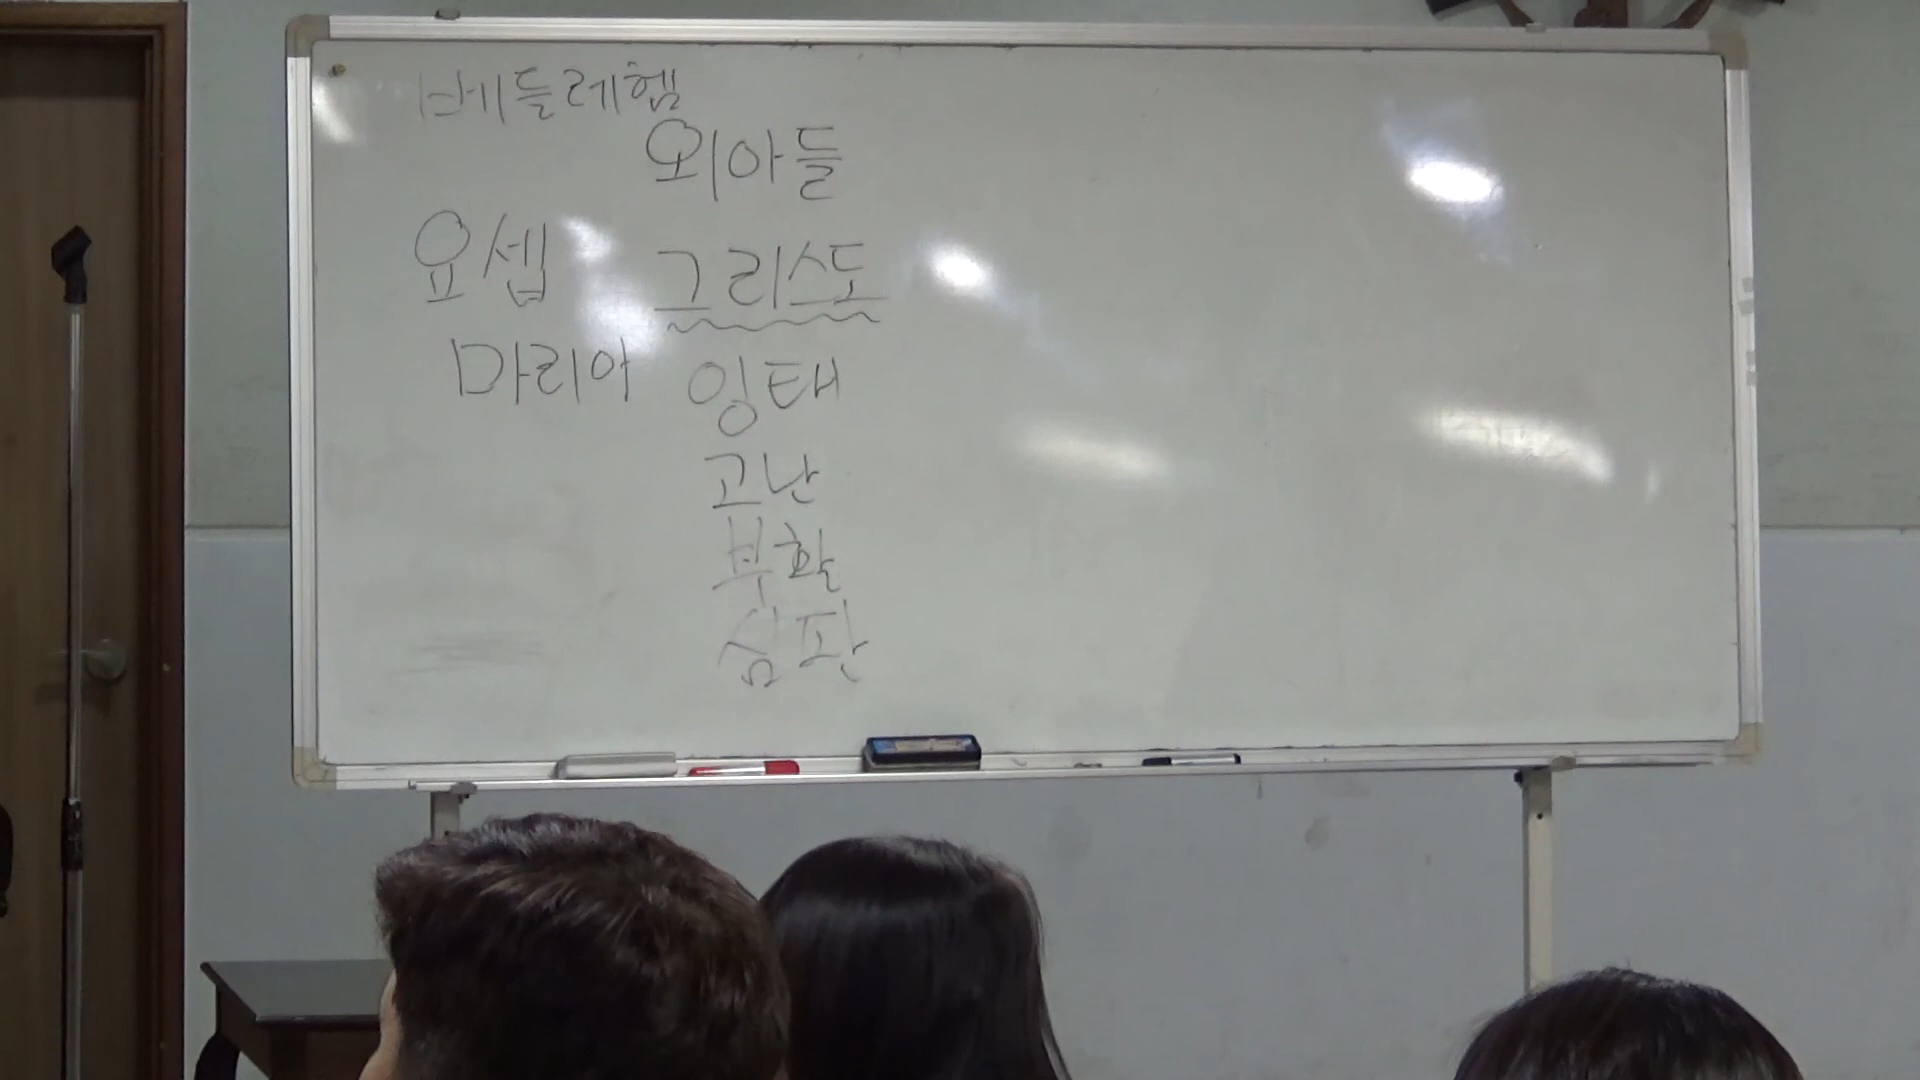 베들레헴
외아들
요셉 그리스도
마리아 잉태
고난
부활
심판